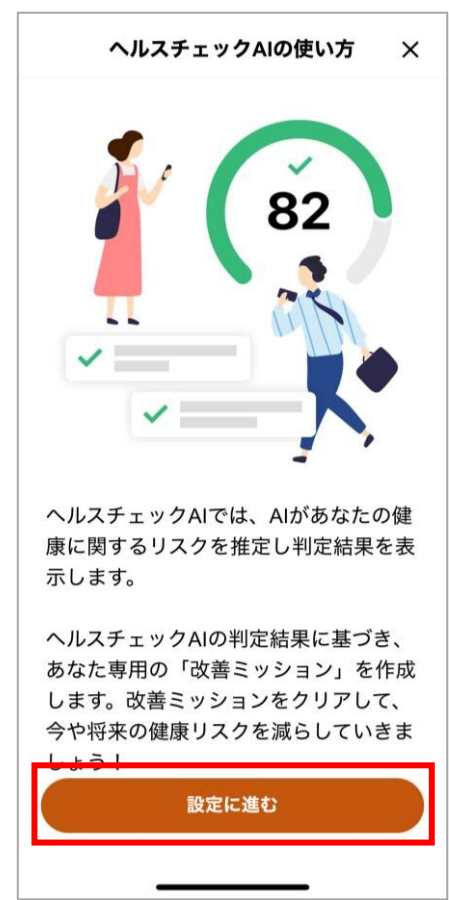 ヘルスチェックAIの使い方 ×
82
ヘルスチェックAIでは、AIがあなたの健
康に関するリスクを推定し判定結果を表
示します。
ヘルスチェックAIの判定結果に基づき、
あなた専用の「改善ミッション」を作成
します。改善ミッションをクリアして、
今や将来の健康リスクを減らしていきま
しょう！
設定に進む